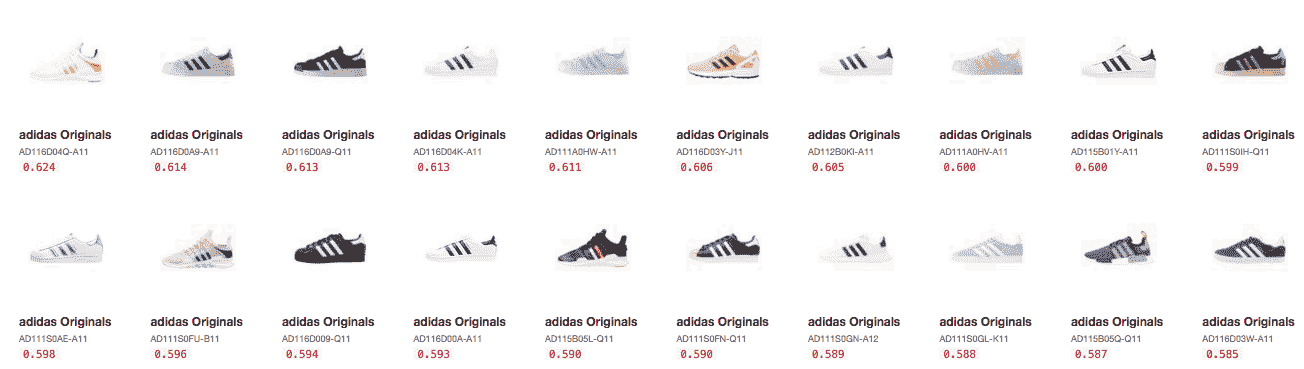 adidas Originals adidas Originals adidas Originals adidas Originals adidas Originals adidas Originals adidas Originals adidas Originals adidas Originals adidas Originals
AD116D04Q-A11 AD116D0A9-A11 AD116D0A9-Q11 AD116D04K-A11 AD111A0HW-A11 AD116D03Y-J11 AD112B0KI-A11 AD111A0HV-A11 AD115B01Y-A11 AD111S0IH-Q11
0.624 0.614 0.613 0.613 0.611 0.606 0.605 0.600 0.600 0.599
adidas Originals adidas Originals adidas Originals adidas Originals adidas Originals adidas Originals adidas Originals adidas Originals adidas Originals adidas Originals
AD111S0AE-A11 AD111S0FU-B11 AD116D009-Q11 AD116D00A-A11 AD115B05L-Q11 AD111S0FN-Q11 AD111S0GN-A12 AD111S0GL-K11 AD115B05Q-Q11 AD116D03W-A11
0.598 0.596 0.594 0.593 0.590 0.590 0.589 0.588 0.587 0.585